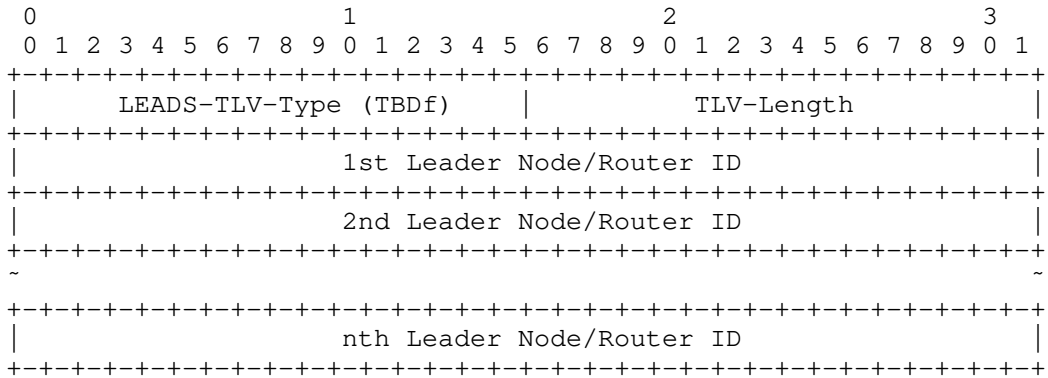 0                   1                   2                   3
 0 1 2 3 4 5 6 7 8 9 0 1 2 3 4 5 6 7 8 9 0 1 2 3 4 5 6 7 8 9 0 1
+-+-+-+-+-+-+-+-+-+-+-+-+-+-+-+-+-+-+-+-+-+-+-+-+-+-+-+-+-+-+-+-+
|      LEADS-TLV-Type (TBDf)    |          TLV-Length           |
+-+-+-+-+-+-+-+-+-+-+-+-+-+-+-+-+-+-+-+-+-+-+-+-+-+-+-+-+-+-+-+-+
|                    1st Leader Node/Router ID                  |
+-+-+-+-+-+-+-+-+-+-+-+-+-+-+-+-+-+-+-+-+-+-+-+-+-+-+-+-+-+-+-+-+
|                    2nd Leader Node/Router ID                  |
+-+-+-+-+-+-+-+-+-+-+-+-+-+-+-+-+-+-+-+-+-+-+-+-+-+-+-+-+-+-+-+-+
~                                                               ~
+-+-+-+-+-+-+-+-+-+-+-+-+-+-+-+-+-+-+-+-+-+-+-+-+-+-+-+-+-+-+-+-+
|                    nth Leader Node/Router ID                  |
+-+-+-+-+-+-+-+-+-+-+-+-+-+-+-+-+-+-+-+-+-+-+-+-+-+-+-+-+-+-+-+-+